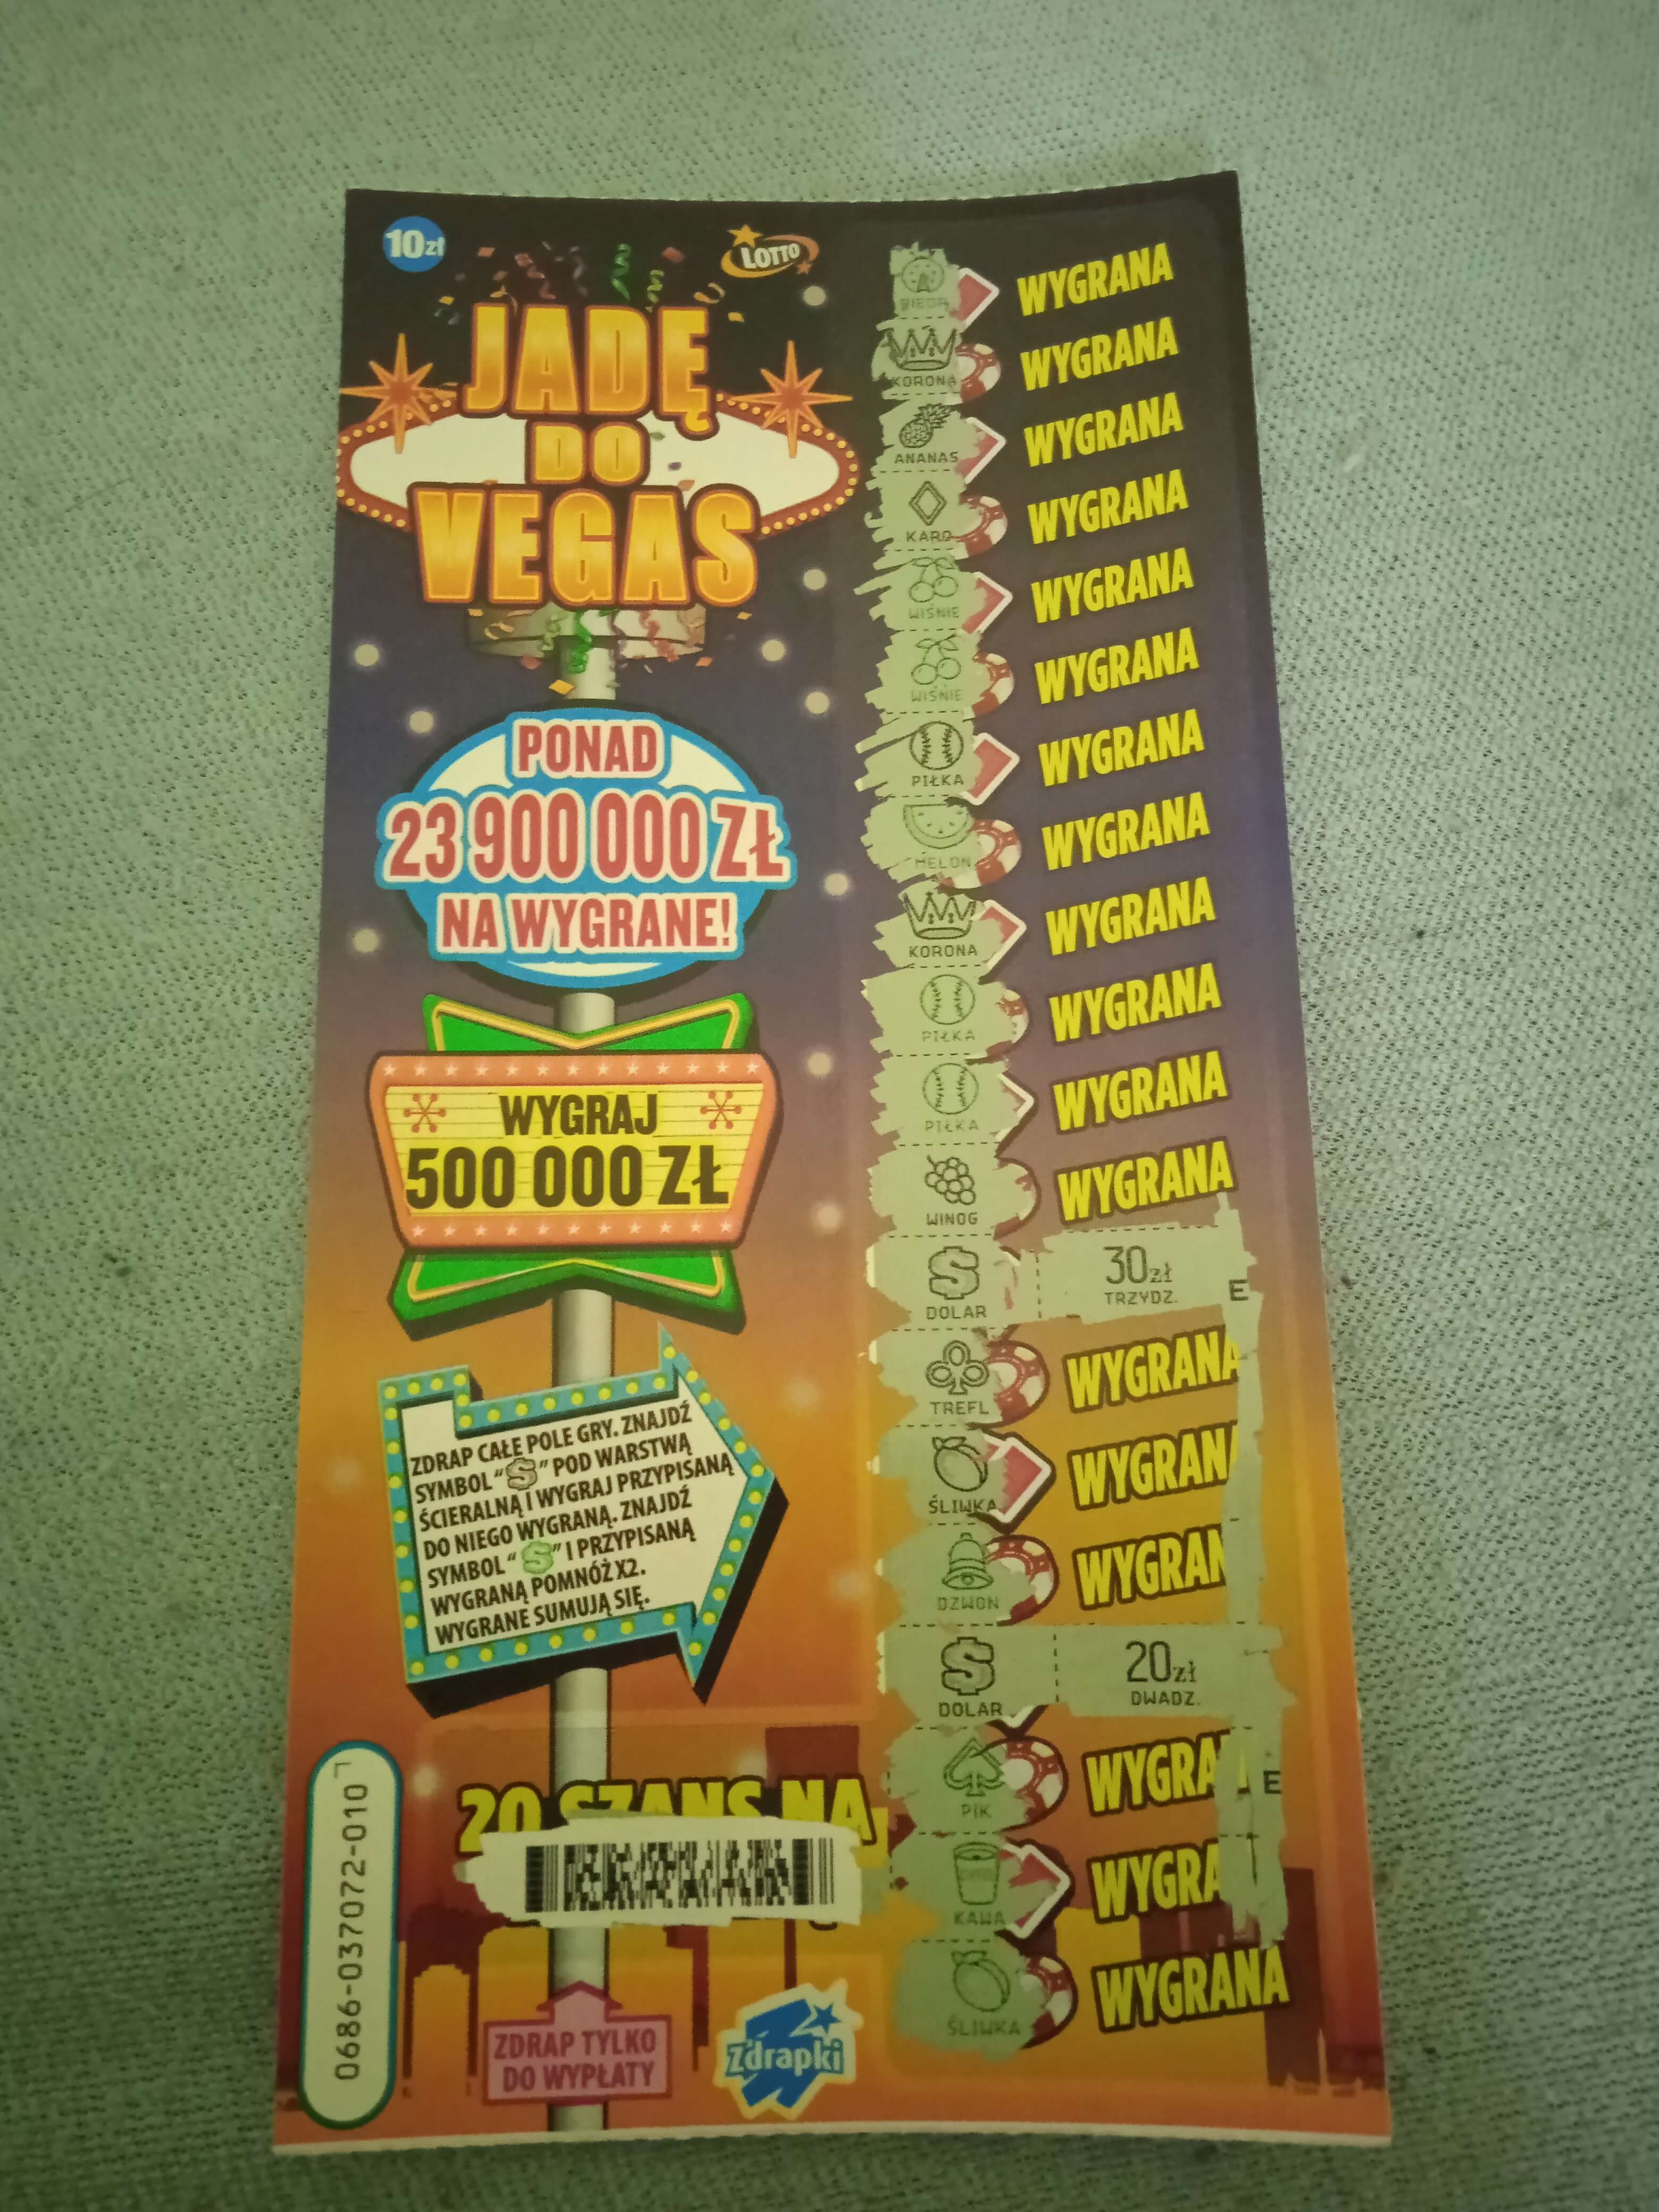 10zł
LOTTO
JADĘ
DO
VEGAS
PONAD
23 900 000 ZŁ
NA WYGRANE!
WYGRAJ
500 000 ZŁ
ZDRAP CAŁE POLE GRY. ZNAJDŹ
SYMBOL “$” POD WARSTWĄ
ŚCIERALNĄ I WYGRAJ PRZYPISANĄ
DO NIEGO WYGRANĄ. ZNAJDŹ
SYMBOL “$” I PRZYPISANĄ
WYGRANĄ POMNÓŻ X2.
WYGRANE SUMUJĄ SIĘ.
20 SZANS NA
0686-037072-010
ZDRAP TYLKO
DO WYPŁATY
Zdrapki
WYGRANA
KORONA WYGRANA
ANANAS WYGRANA
KARO WYGRANA
WIŚNIE WYGRANA
WIŚNIE WYGRANA
PIŁKA WYGRANA
MELON WYGRANA
KORONA WYGRANA
PIŁKA WYGRANA
PIŁKA WYGRANA
WINOG WYGRANA
$ 30zł
DOLAR TRZYDZ. E
TREFL WYGRANA
ŚLIWKA WYGRAN
DZWON WYGRAN
$ 20zł
DOLAR DWADZ.
PIK WYGRA E
KAWA WYGRA
ŚLIWKA WYGRANA